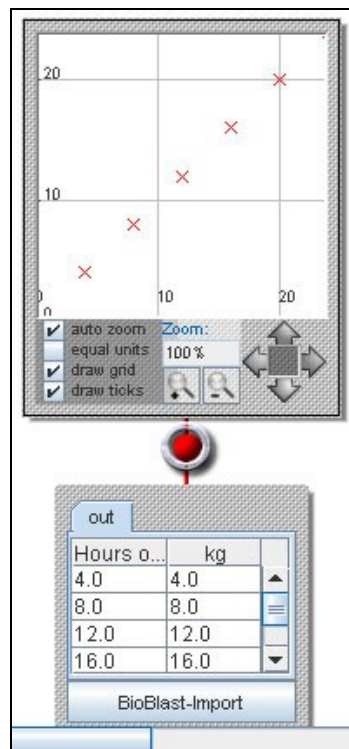 20
10
0
0 10 20
auto zoom Zoom:
equal units 100%
draw grid
draw ticks
out
Hours o... kg
4.0 4.0
8.0 8.0
12.0 12.0
16.0 16.0
BioBlast-Import